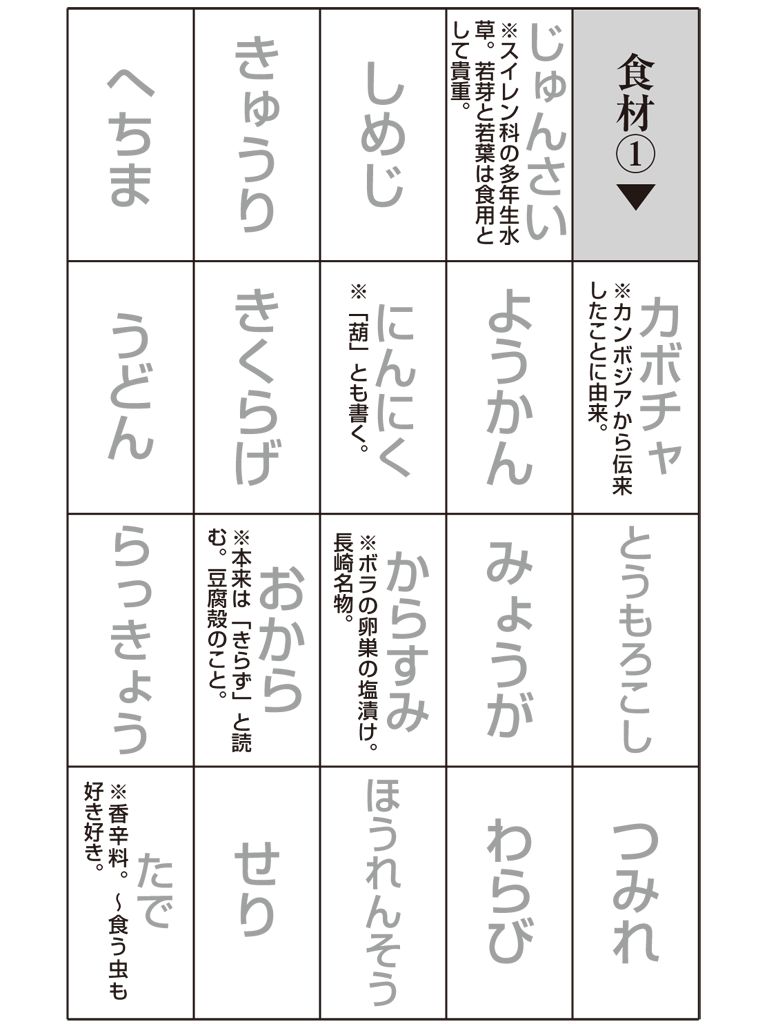 食材①▼
カボチャ
※カンボジアから伝来
したことに由来。
とうもろこし
つみれ
じゅんさい
※スイレン科の多年生水
草。若芽と若葉は食用と
して貴重。
ようかん
みょうが
わらび
しめじ
にんにく
※「葫」とも書く。
からすみ
※ボラの卵巣の塩漬け。
長崎名物。
ほうれんそう
きゅうり
きくらげ
おから
※本来は「きらず」と読
む。豆腐殻のこと。
せり
へちま
うどん
らっきょう
たで
※香辛料。～食う虫も
好き好き。